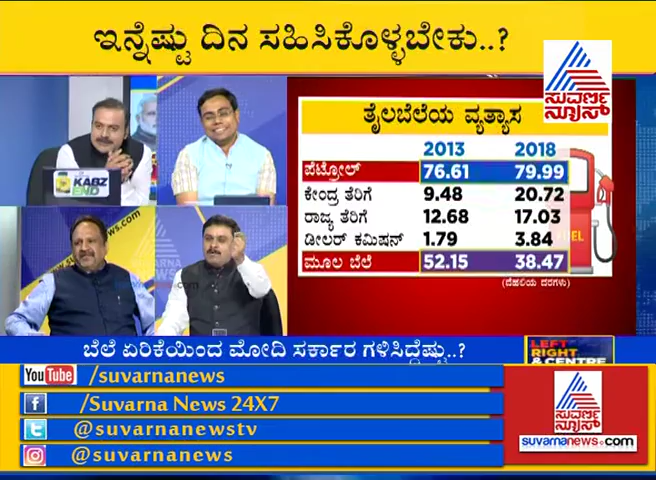 ಇನ್ನೆಷ್ಟು ದಿನ ಸಹಿಸಿಕೊಳ್ಳಬೇಕು..?
ಸುವರ್ಣ
ನ್ಯೂಸ್
ತೈಲಬೆಲೆಯ ವ್ಯತ್ಯಾಸ
2013 2018
ಪೆಟ್ರೋಲ್ 76.61 79.99
ಕೇಂದ್ರ ತೆರಿಗೆ 9.48 20.72
ರಾಜ್ಯ ತೆರಿಗೆ 12.68 17.03
ಡೀಲರ್ ಕಮಿಷನ್ 1.79 3.84
ಮೂಲ ಬೆಲೆ 52.15 38.47
(ದೆಹಲಿಯ ದರಗಳು)
KABZ
END
ಬೆಲೆ ಏರಿಕೆಯಿಂದ ಮೋದಿ ಸರ್ಕಾರ ಗಳಿಸಿದ್ದೆಷ್ಟು..?
LEFT
RIGHT
& CENTRE
YouTube /suvarnanews
/Suvarna News 24X7
@suvarnanewstv
@suvarnanews
ಸುವರ್ಣ
ನ್ಯೂಸ್
suvarnanews.com